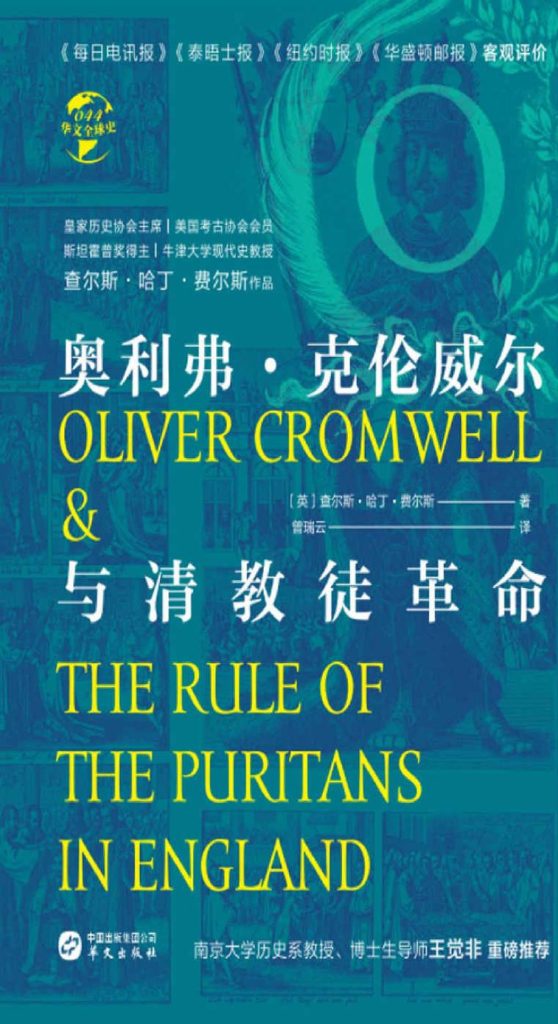 《每日电讯报》《泰晤士报》《纽约时报》《华盛顿邮报》客观评价
044
华文全球史
皇家历史协会主席|美国考古协会会员
斯坦霍普奖得主|牛津大学现代史教授
查尔斯·哈丁·费尔斯作品
奥利弗·克伦威尔
OLIVER CROMWELL
&
[英]查尔斯·哈丁·费尔斯——著
曾瑞云——译
与清教徒革命
THE RULE OF
THE PURITANS
IN ENGLAND
中国出版集团公司
华文出版社
南京大学历史系教授、博士生导师王觉非 重磅推荐